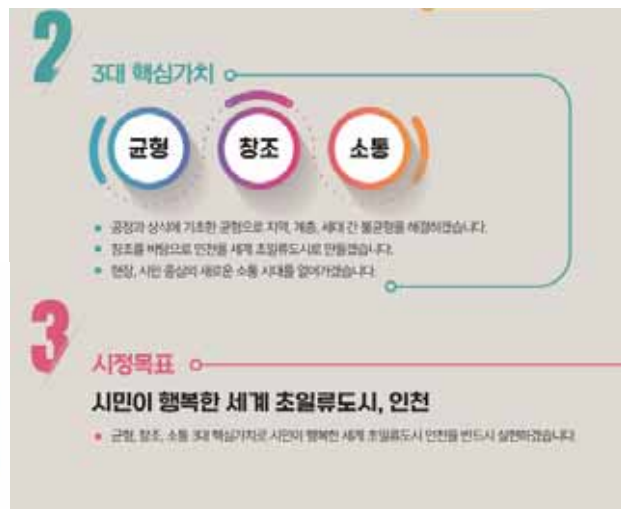 2
3대 핵심가치
균형 창조 소통
• 공정과 상식에 기초한 균형으로 지역, 계층, 세대 간 불균형을 해결하겠습니다.
• 창조를 바탕으로 인천을 세계 초일류도시로 만들겠습니다.
• 현장, 시민 중심의 새로운 소통 시대를 열어가겠습니다.
3
시정목표
시민이 행복한 세계 초일류도시, 인천
• 균형, 창조, 소통 3대 핵심가치로 시민이 행복한 세계 초일류도시 인천을 반드시 실현하겠습니다.